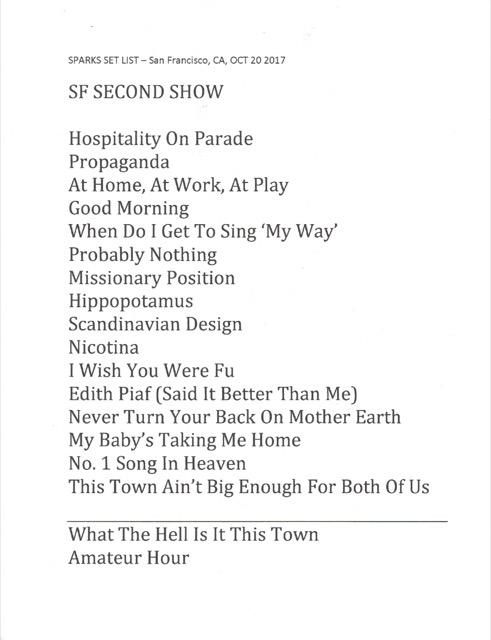 SPARKS SET LIST – San Francisco, CA, OCT 20 2017
SF SECOND SHOW
Hospitality On Parade
Propaganda
At Home, At Work, At Play
Good Morning
When Do I Get To Sing ‘My Way’
Probably Nothing
Missionary Position
Hippopotamus
Scandinavian Design
Nicotina
I Wish You Were Fu
Edith Piaf (Said It Better Than Me)
Never Turn Your Back On Mother Earth
My Baby’s Taking Me Home
No. 1 Song In Heaven
This Town Ain’t Big Enough For Both Of Us
What The Hell Is It This Town
Amateur Hour